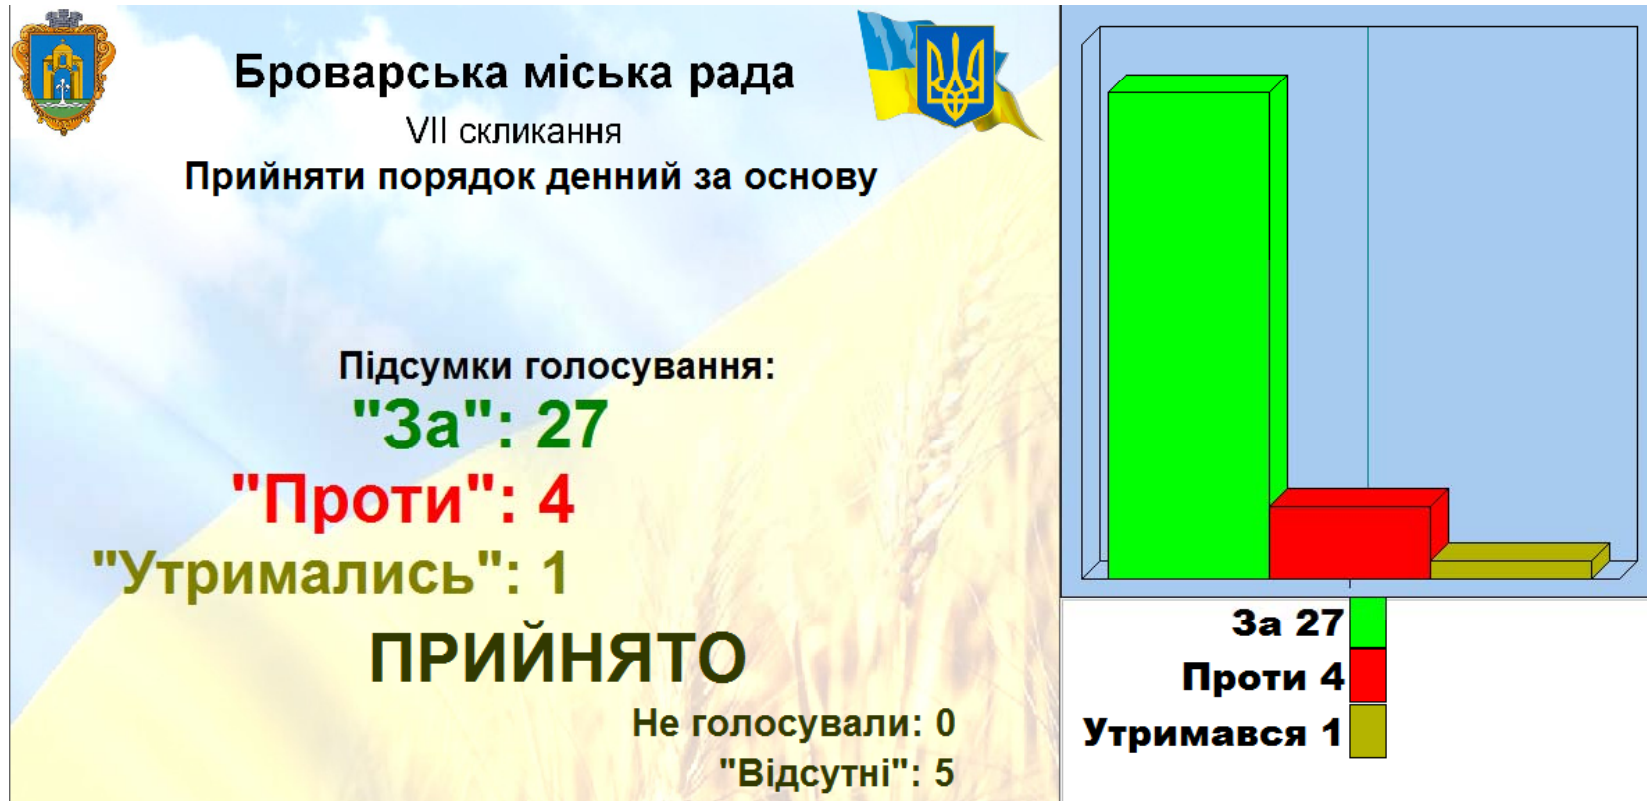 Броварська міська рада
VII скликання
Прийняти порядок денний за основу
Підсумки голосування:
"За": 27
"Проти": 4
"Утримались": 1
ПРИЙНЯТО
Не голосували: 0
"Відсутні": 5
За 27
Проти 4
Утримався 1